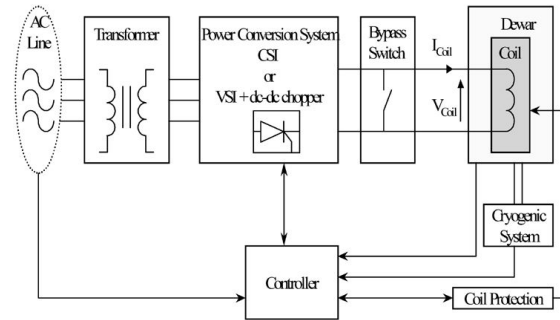 AC
Line
Transformer
Power Conversion System
CSI
or
VSI + dc-dc chopper
Bypass
Switch
I Coil
V Coil
Dewar
Coil
Cryogenic
System
Controller
Coil Protection